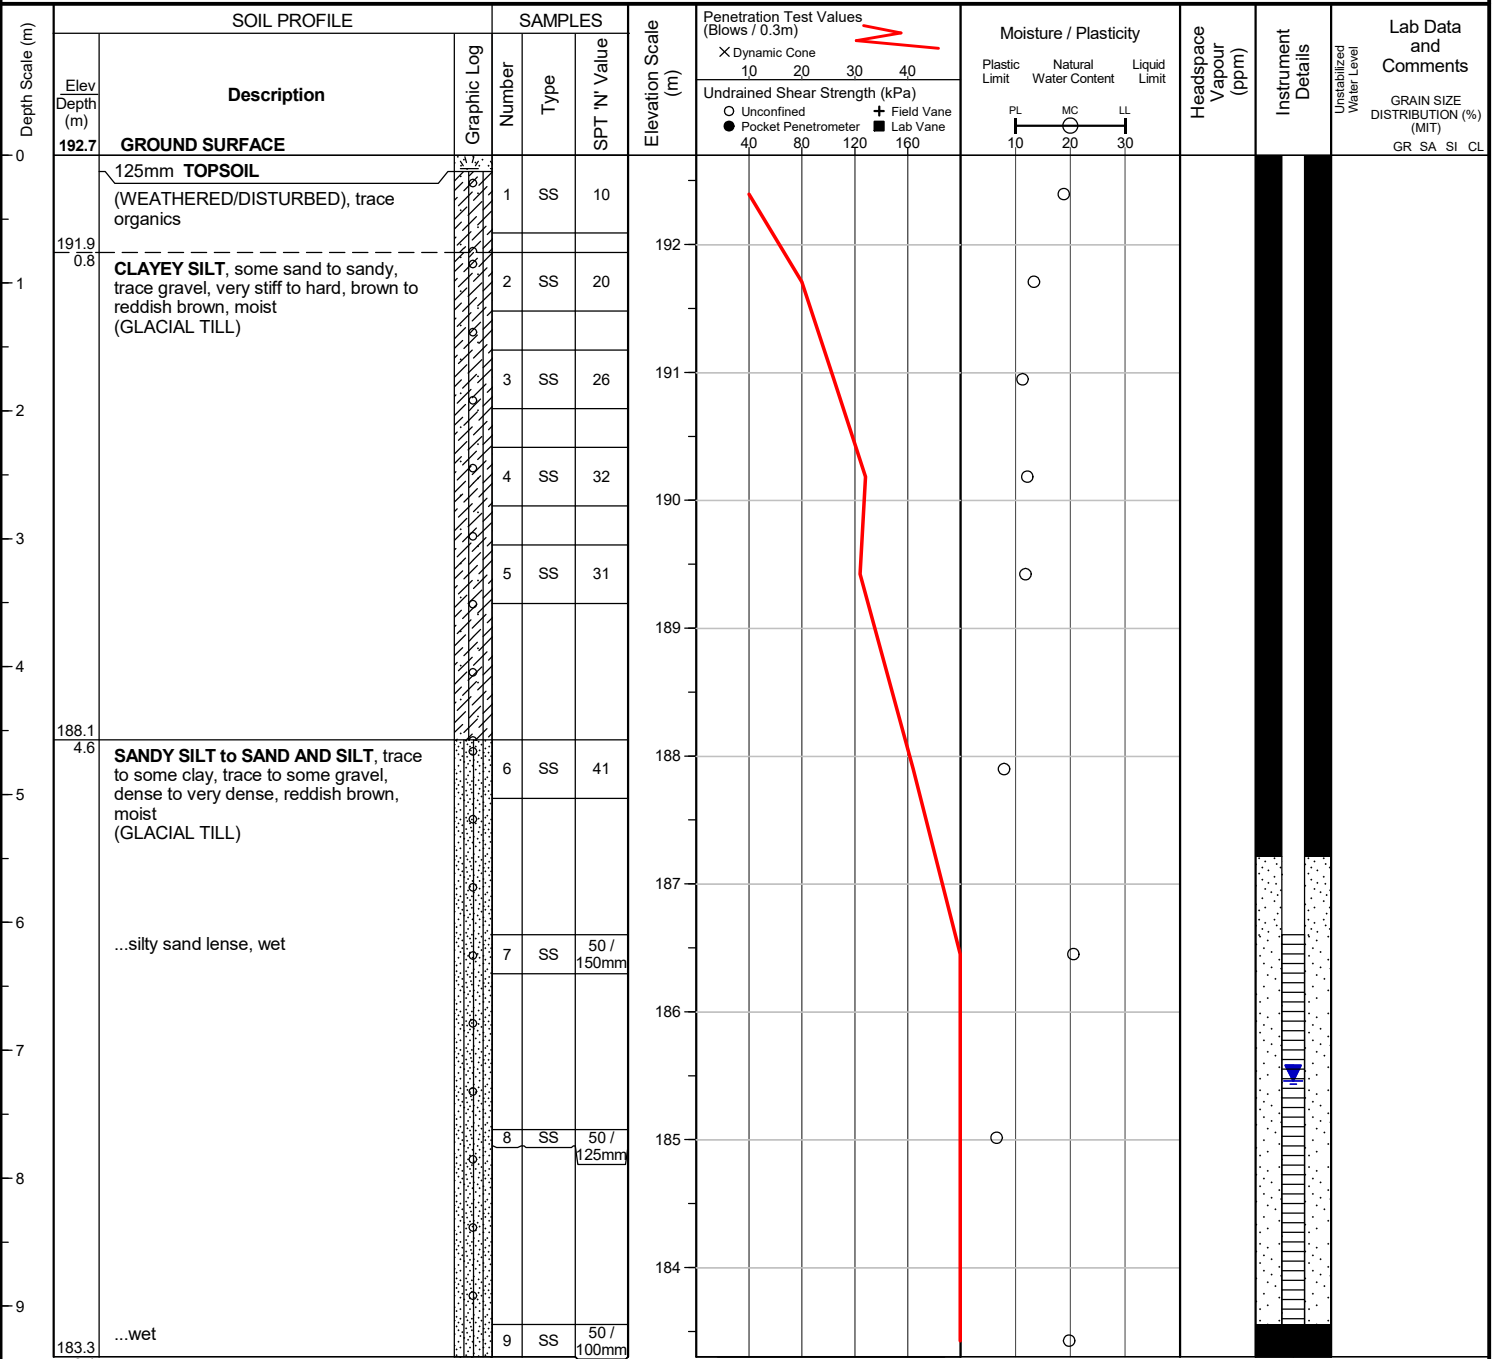 SOIL PROFILE
SAMPLES
Depth Scale (m)
Elev
Depth
(m)
Description
Graphic Log
Number
Type
SPT 'N' Value
Elevation Scale
(m)
Penetration Test Values
(Blows / 0.3m)
Dynamic Cone
10 20 30 40
Undrained Shear Strength (kPa)
Unconfined
Field Vane
Pocket Penetrometer
Lab Vane
40 80 120 160
Moisture / Plasticity
Plastic
Limit
Natural
Water Content
Liquid
Limit
PL MC LL
10 20 30
Headspace
Vapour
(ppm)
Instrument
Details
Unstabilized
Water Level
Lab Data
and
Comments
GRAIN SIZE
DISTRIBUTION (%)
(MIT)
GR SA SI CL
192.7 GROUND SURFACE
0
125mm TOPSOIL
(WEATHERED/DISTURBED), trace
organics
1 SS 10
191.9
0.8
192
CLAYEY SILT, some sand to sandy,
trace gravel, very stiff to hard, brown to
reddish brown, moist
(GLACIAL TILL)
1
2 SS 20
191
3 SS 26
2
4 SS 32
190
3
5 SS 31
189
4
188.1
4.6
SANDY SILT to SAND AND SILT, trace
to some clay, trace to some gravel,
dense to very dense, reddish brown,
moist
(GLACIAL TILL)
188
6 SS 41
5
187
6
...silty sand lense, wet
7 SS 50 /
150mm
186
7
8 SS 50 /
125mm
185
8
184
9
...wet
183.3
9 SS 50 /
100mm